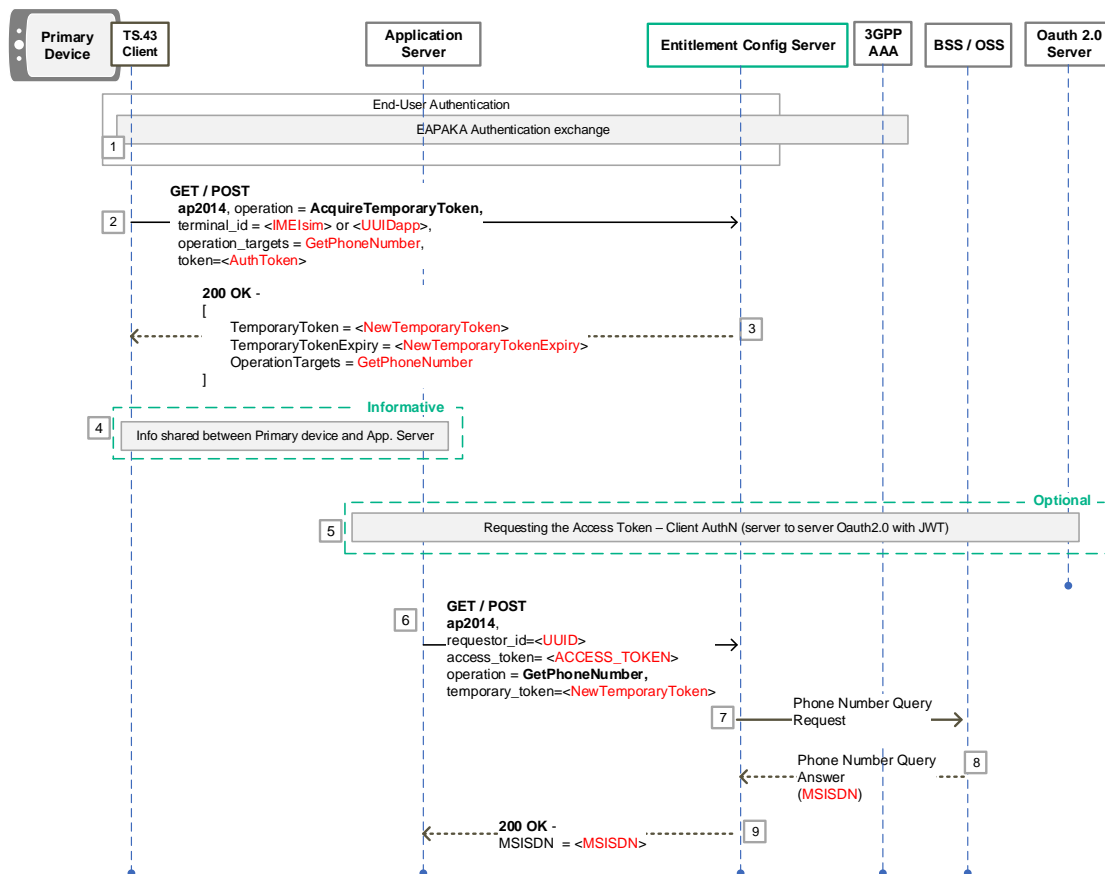 Primary
Device
TS.43
Client
Application
Server
Entitlement Config Server
3GPP
AAA
BSS / OSS
Oauth 2.0
Server
End-User Authentication
EAPAKA Authentication exchange
1
GET / POST
ap2014, operation = AcquireTemporaryToken,
2
terminal_id = <IMEIsim> or <UUIDapp>,
operation_targets = GetPhoneNumber,
token=<AuthToken>
200 OK -
[
TemporaryToken = <NewTemporaryToken>
3
TemporaryTokenExpiry = <NewTemporaryTokenExpiry>
OperationTargets = GetPhoneNumber
]
Informative
4
Info shared between Primary device and App. Server
Optional
5
Requesting the Access Token – Client AuthN (server to server Oauth2.0 with JWT)
6
GET / POST
ap2014,
requestor_id=<UUID>
access_token= <ACCESS_TOKEN>
operation = GetPhoneNumber,
temporary_token=<NewTemporaryToken>
7
Phone Number Query
Request
Phone Number Query
Answer
(MSISDN)
8
200 OK -
MSISDN = <MSISDN>
9